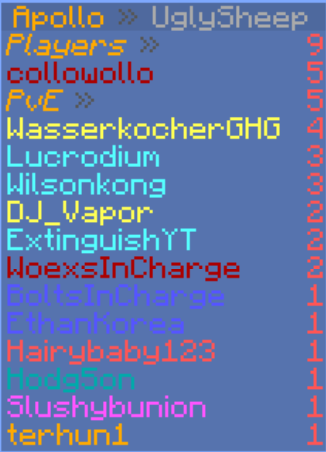 Apollo » UglySheep
Players » 9
collowollo 5
PvE » 5
WasserkocherGHG 4
Lucrodium 3
Wilsonkong 3
DJ_Vapor 2
ExtinguishYT 2
WoexsInCharge 2
BoltsInCharge 1
EthanKorea 1
Hairybaby123 1
Hodg5on 1
Slushybunion 1
terhun1 1